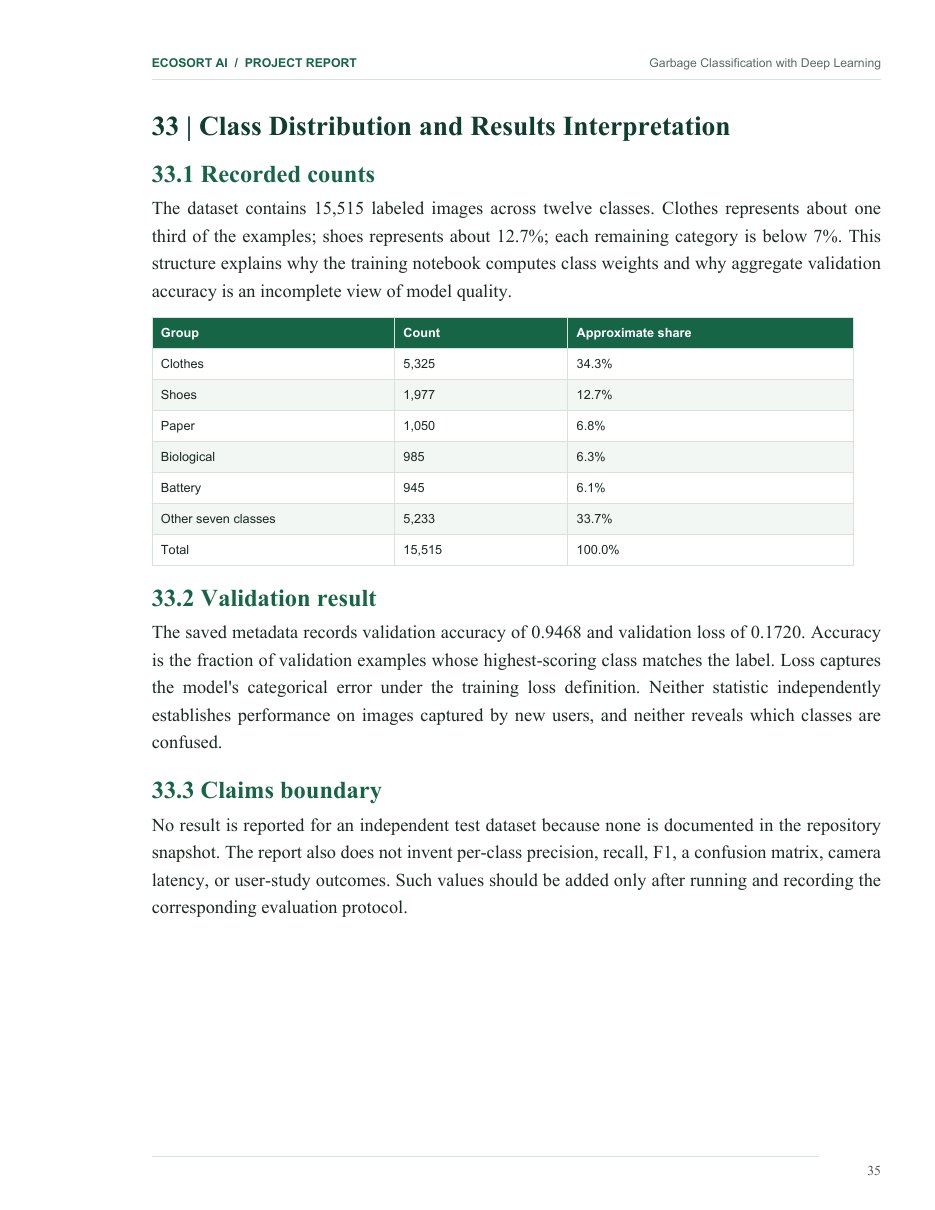 ECOSORT AI / PROJECT REPORT
Garbage Classification with Deep Learning
33 | Class Distribution and Results Interpretation
33.1 Recorded counts
The dataset contains 15,515 labeled images across twelve classes. Clothes represents about one
third of the examples; shoes represents about 12.7%; each remaining category is below 7%. This
structure explains why the training notebook computes class weights and why aggregate validation
accuracy is an incomplete view of model quality.
Group Count Approximate share
Clothes 5,325 34.3%
Shoes 1,977 12.7%
Paper 1,050 6.8%
Biological 985 6.3%
Battery 945 6.1%
Other seven classes 5,233 33.7%
Total 15,515 100.0%
33.2 Validation result
The saved metadata records validation accuracy of 0.9468 and validation loss of 0.1720. Accuracy
is the fraction of validation examples whose highest-scoring class matches the label. Loss captures
the model's categorical error under the training loss definition. Neither statistic independently
establishes performance on images captured by new users, and neither reveals which classes are
confused.
33.3 Claims boundary
No result is reported for an independent test dataset because none is documented in the repository
snapshot. The report also does not invent per-class precision, recall, F1, a confusion matrix, camera
latency, or user-study outcomes. Such values should be added only after running and recording the
corresponding evaluation protocol.
35